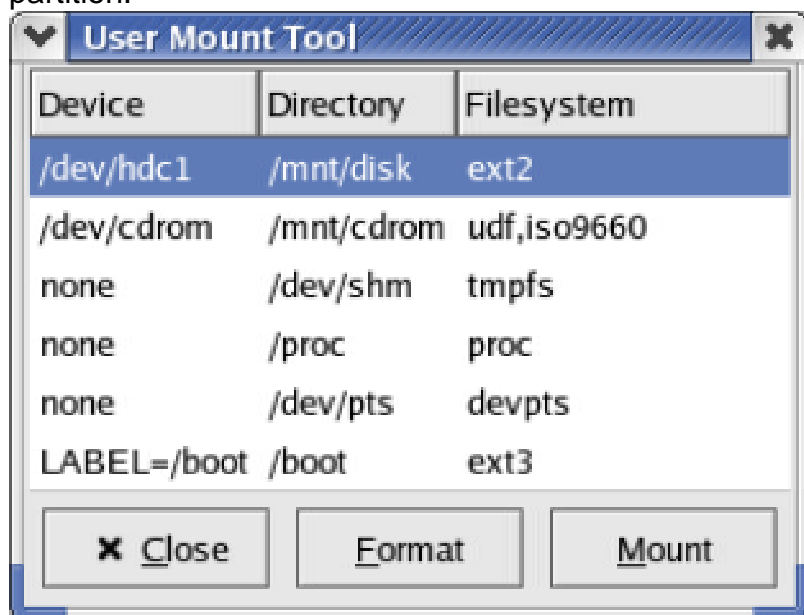 partition.
User Mount Tool
Device Directory Filesystem
/dev/hdc1 /mnt/disk ext2
/dev/cdrom /mnt/cdrom udf,iso9660
none /dev/shm tmpfs
none /proc proc
none /dev/pts devpts
LABEL=/boot /boot ext3
Close Format Mount